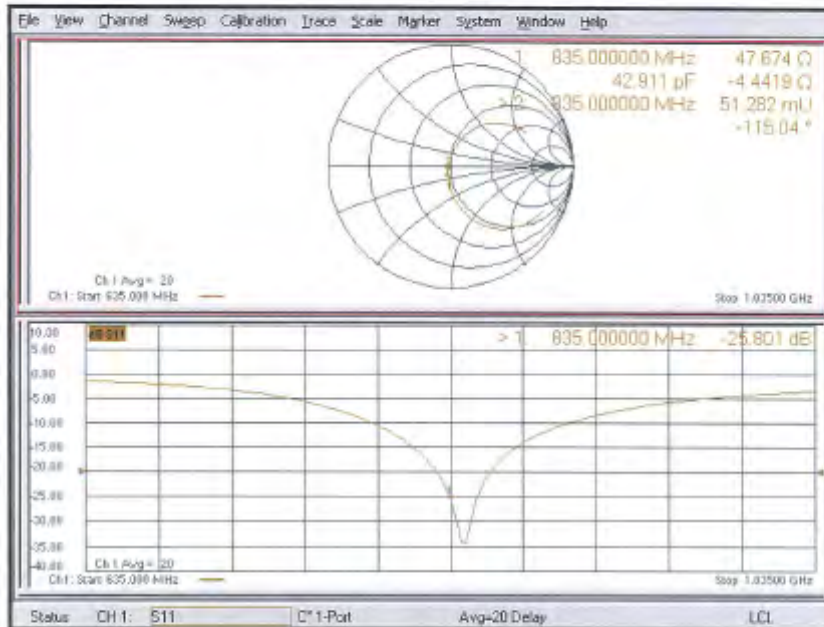 File View Channel Sweep Calibration Trace Scale Marker System Window Help
1 835.000000 MHz 47.674 Ω
42.911 pF -4.4419 Ω
> 2 835.000000 MHz 51.282 mU
-115.04 °
Ch 1 Avg = 20
Ch1: Start 635.000 MHz
Stop 1.03500 GHz
10.00
5.00
0.00
-5.00
-10.00
-15.00
-20.00
-25.00
-30.00
-35.00
-40.00
> 1 835.000000 MHz -25.801 dB
Ch 1 Avg = 20
Ch1: Start 635.000 MHz
Stop 1.03500 GHz
Status CH 1: S11 C* 1-Port Avg=20 Delay LCL